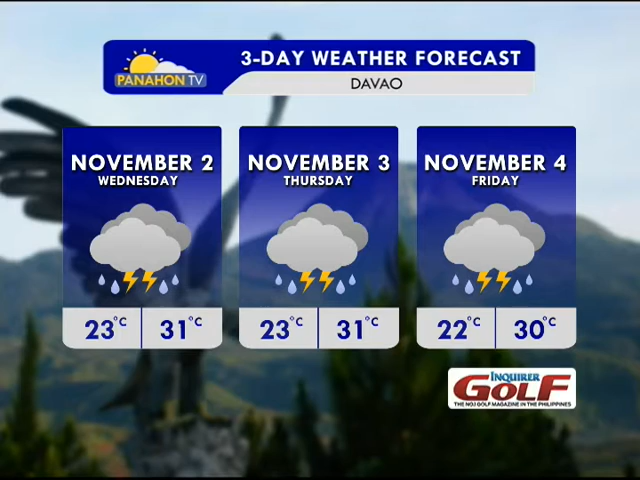 3-DAY WEATHER FORECAST
PANAHON TV
DAVAO
NOVEMBER 2
WEDNESDAY
23°C 31°C
NOVEMBER 3
THURSDAY
23°C 31°C
NOVEMBER 4
FRIDAY
22°C 30°C
INQUIRER
GOLF
THE NO.1 GOLF MAGAZINE IN THE PHILIPPINES